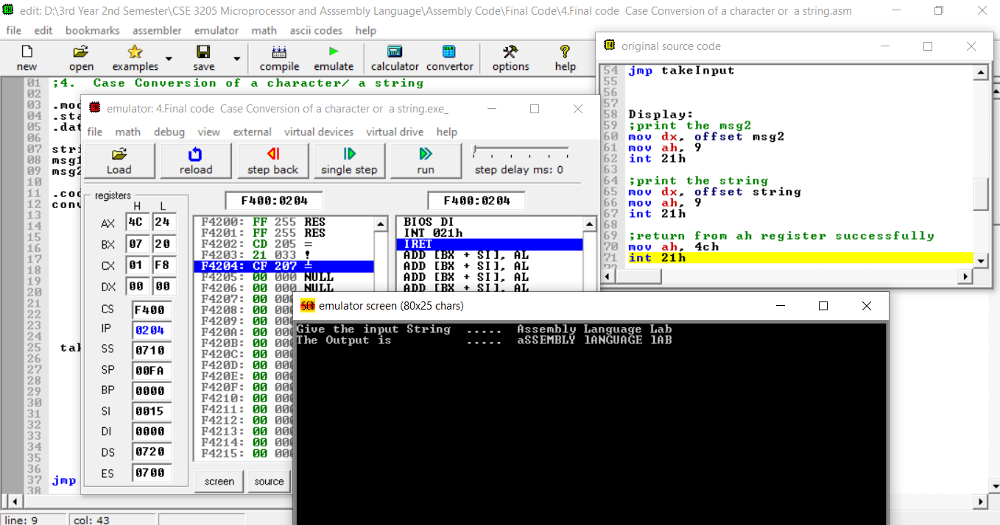 edit: D:\3rd Year 2nd Semester\CSE 3205 Microprocessor and Asssembly Language\Assembly Code\Final Code\4.Final code  Case Conversion of a character or  a string.asm
file edit bookmarks assembler emulator math ascii codes help
new open examples save compile emulate calculator convertor options help
01 ;4.  Case Conversion of a character/ a string
02
03 .mod
04 .sta
05 .dat
06
07 stri
08 msg1
09 msg2
10
11 .cod
12 conv
13
14
15
16
17
18
19
20
21
22
23
24
25 tak
26
27
28
29
30
31
32
33
34
35
36
37 jmp
38
line: 9 col: 43
original source code
54 jmp takeInput
55
56
57
58 Display:
59 ;print the msg2
60 mov dx, offset msg2
61 mov ah, 9
62 int 21h
63
64 ;print the string
65 mov dx, offset string
66 mov ah, 9
67 int 21h
68
69 ;return from ah register successfully
70 mov ah, 4ch
71 int 21h
emulator: 4.Final code  Case Conversion of a character or  a string.exe_
file math debug view external virtual devices virtual drive help
Load reload step back single step run step delay ms: 0
registers
H L
AX 4C 24
BX 07 20
CX 01 F8
DX 00 00
CS F400
IP 0204
SS 0710
SP 00FA
BP 0000
SI 0015
DI 0000
DS 0720
ES 0700
F400:0204 F400:0204
F4200: FF 255 RES
F4201: FF 255 RES
F4202: CD 205 =
F4203: 21 033 !
F4204: CF 207 ╧
F4205: 00 000 NULL
F4206: 00 000 NULL
F4207: 00 000
F4208: 00 000
F4209: 00 000
F420A: 00 000
F420B: 00 000
F420C: 00 000
F420D: 00 000
F420E: 00 000
F420F: 00 000
F4210: 00 000
F4211: 00 000
F4212: 00 000
F4213: 00 000
F4214: 00 000
F4215: 00 000
BIOS DI
INT 021h
IRET
ADD [BX + SI], AL
ADD [BX + SI], AL
ADD [BX + SI], AL
ADD [BX + SI], AL
screen source
emulator screen (80x25 chars)
Give the input String  .....  Assembly Language Lab
The Output is          .....  aSSEMBLY lANGUAGE lAB